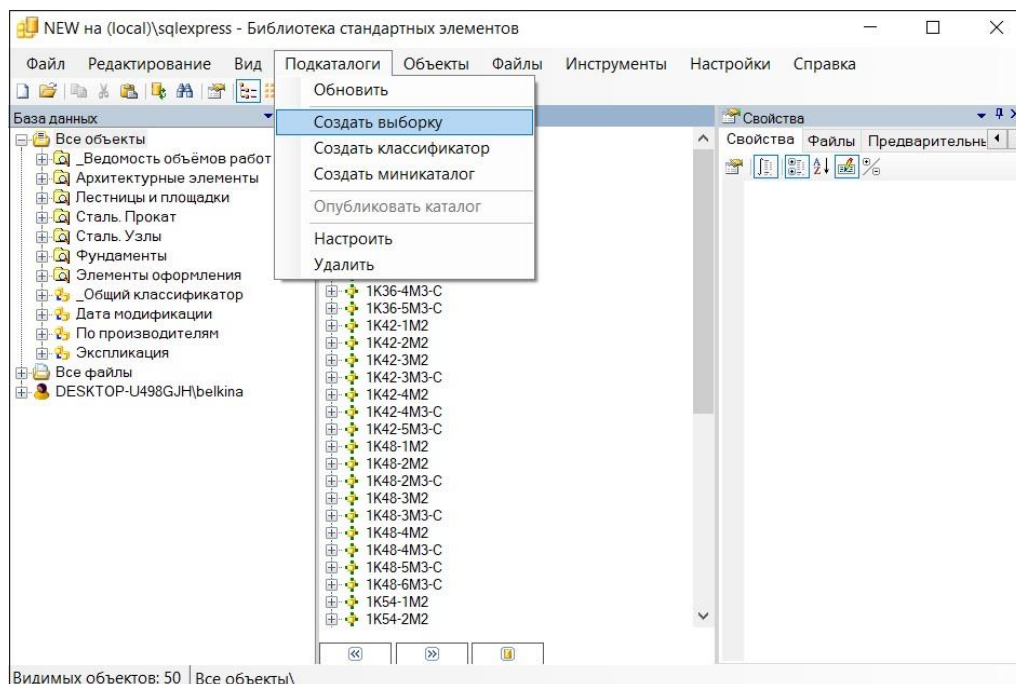 NEW на (local)\sqlexpress - Библиотека стандартных элементов
Файл Редактирование Вид Подкаталоги Объекты Файлы Инструменты Настройки Справка
База данных
Все объекты
_Ведомость объёмов работ
Архитектурные элементы
Лестницы и площадки
Сталь. Прокат
Сталь. Узлы
Фундаменты
Элементы оформления
_Общий классификатор
Дата модификации
По производителям
Экспликация
Все файлы
DESKTOP-U498GJH\belkina
Обновить
Создать выборку
Создать классификатор
Создать миникаталог
Опубликовать каталог
Настроить
Удалить
1К36-4М3-С
1К36-5М3-С
1К42-1М2
1К42-2М2
1К42-3М2
1К42-3М3-С
1К42-4М2
1К42-4М3-С
1К42-5М3-С
1К48-1М2
1К48-2М2
1К48-2М3-С
1К48-3М2
1К48-3М3-С
1К48-4М2
1К48-4М3-С
1К48-5М3-С
1К48-6М3-С
1К54-1М2
1К54-2М2
Свойства
Свойства Файлы Предварительн
Видимых объектов: 50 Все объекты\